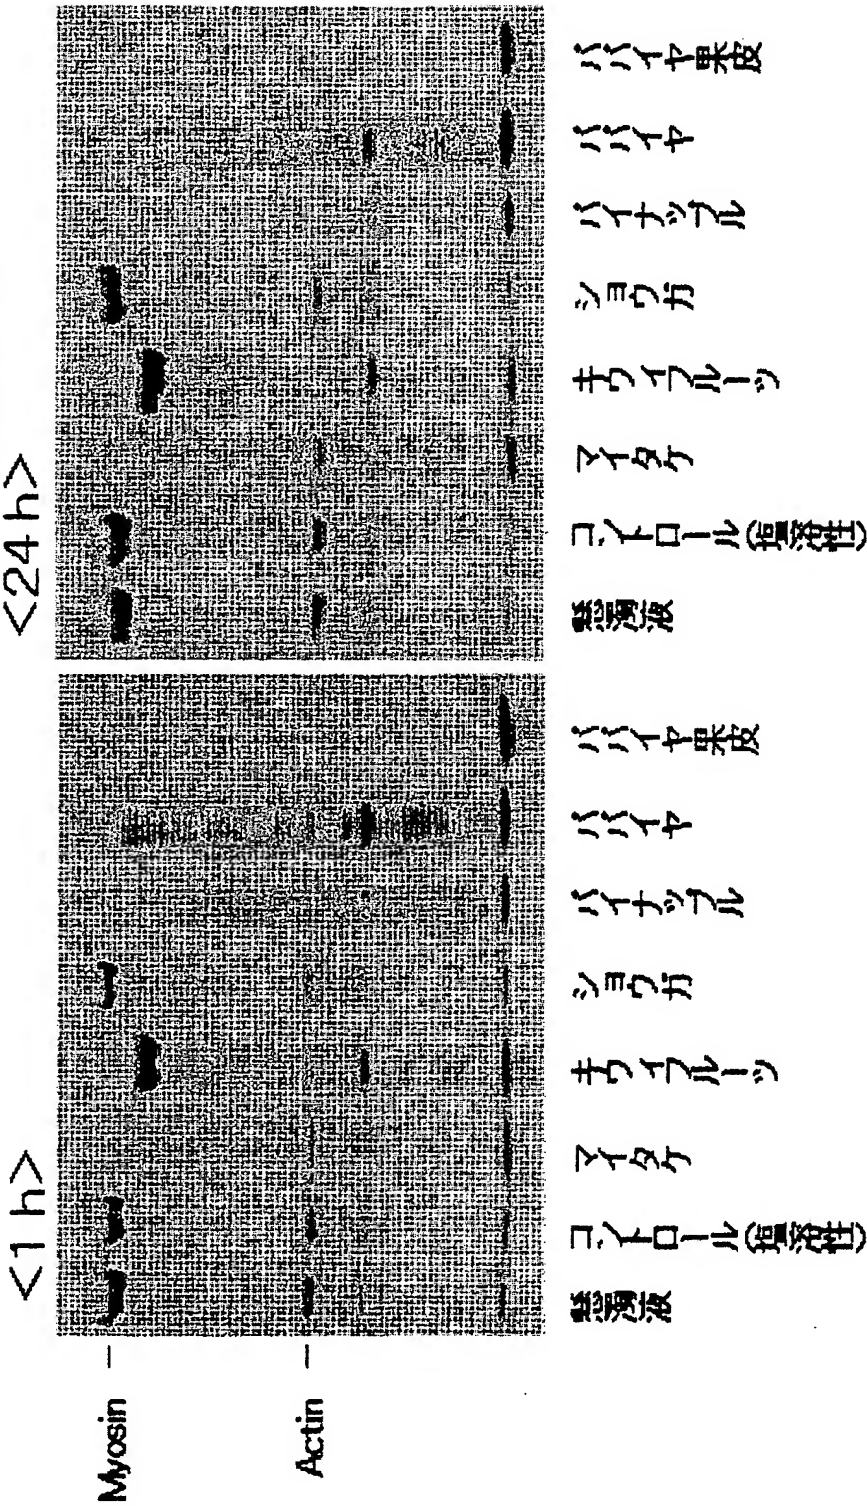 <1 h>
<24 h>
Myosin
Actin
懸濁液
コントロール(塩溶性)
マイタケ
キウイフルーツ
ショウガ
パイナップル
パパイヤ
パパイヤ果皮
懸濁液
コントロール(塩溶性)
マイタケ
キウイフルーツ
ショウガ
パイナップル
パパイヤ
パパイヤ果皮